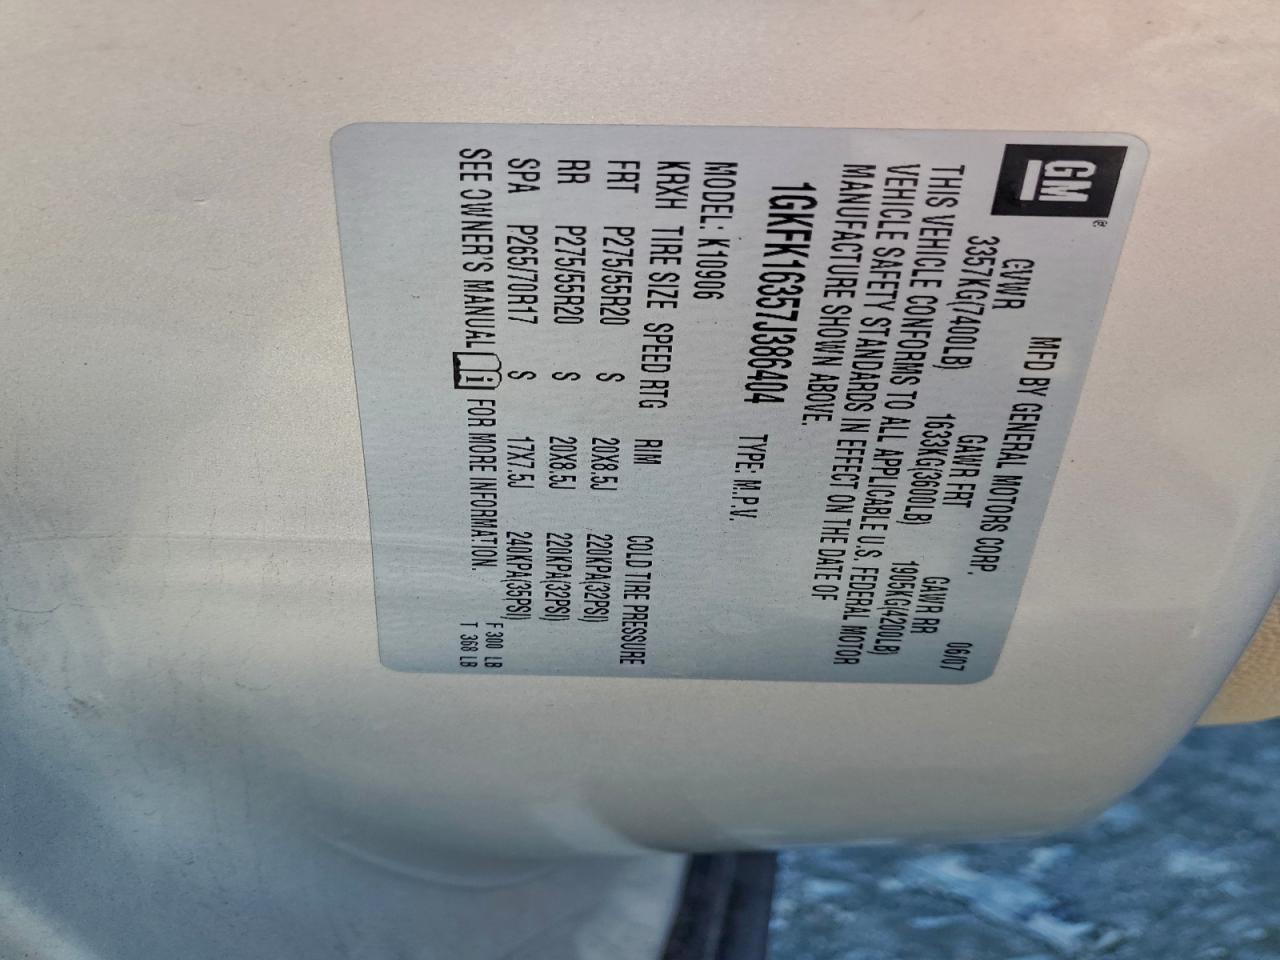 GM
®
MFD BY GENERAL MOTORS CORP. 06/07
GVWR GAWR FRT GAWR RR
3357KG(7400LB) 1633KG(3600LB) 1905KG(4200LB)
THIS VEHICLE CONFORMS TO ALL APPLICABLE U.S. FEDERAL MOTOR
VEHICLE SAFETY STANDARDS IN EFFECT ON THE DATE OF
MANUFACTURE SHOWN ABOVE.
1GKFK16357J386404 TYPE: M.P.V.
MODEL: K10906
KRXH TIRE SIZE SPEED RTG RIM COLD TIRE PRESSURE
FRT P275/55R20 S 20X8.5J 220KPA(32PSI)
RR P275/55R20 S 20X8.5J 220KPA(32PSI)
SPA P265/70R17 S 17X7.5J 240KPA(35PSI)
SEE OWNER'S MANUAL FOR MORE INFORMATION.
F 300 LB
T 368 LB